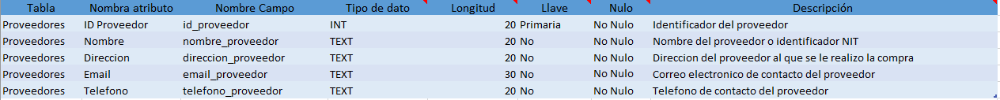 Tabla Nombra atributo Nombre Campo Tipo de dato Longitud Llave Nulo Descripción
Proveedores ID Proveedor id_proveedor INT 20 Primaria No Nulo Identificador del proveedor
Proveedores Nombre nombre_proveedor TEXT 20 No No Nulo Nombre del proveedor o identificador NIT
Proveedores Direccion direccion_proveedor TEXT 20 No No Nulo Direccion del proveedor al que se le realizo la compra
Proveedores Email email_proveedor TEXT 30 No No Nulo Correo electronico de contacto del proveedor
Proveedores Telefono telefono_proveedor TEXT 20 No No Nulo Telefono de contacto del proveedor